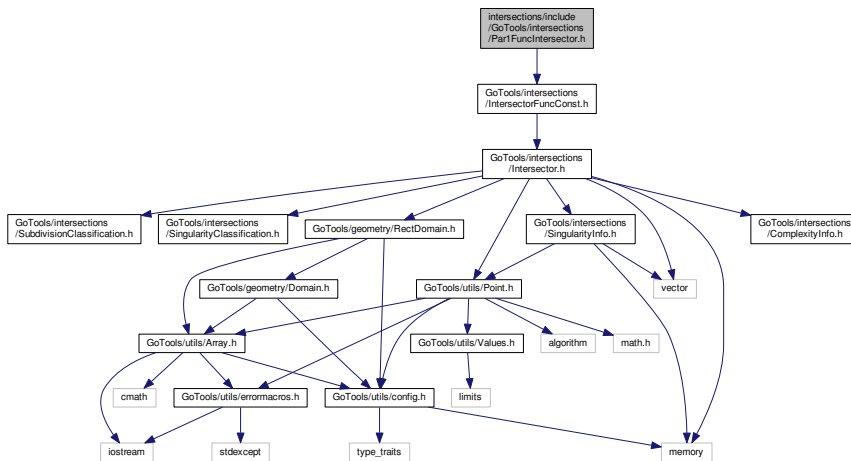 intersections/include
/GoTools/intersections
/Par1FuncIntersector.h
GoTools/intersections
/IntersectorFuncConst.h
GoTools/intersections
/Intersector.h
GoTools/intersections
/SubdivisionClassification.h
GoTools/intersections
/SingularityClassification.h
GoTools/geometry/RectDomain.h
GoTools/intersections
/SingularityInfo.h
GoTools/intersections
/ComplexityInfo.h
GoTools/geometry/Domain.h
GoTools/utils/Point.h
vector
GoTools/utils/Array.h
GoTools/utils/Values.h
algorithm
math.h
cmath
GoTools/utils/errormacros.h
GoTools/utils/config.h
limits
iostream
stdexcept
type_traits
memory